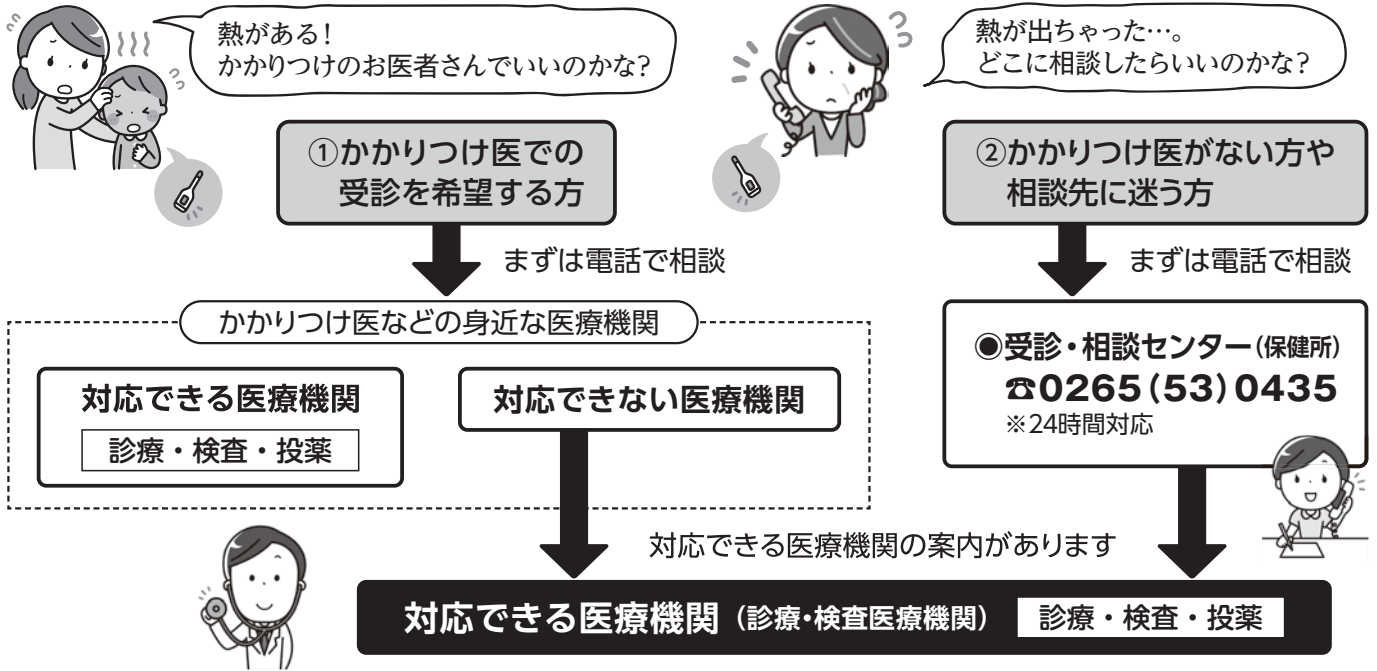 熱がある！
かかりつけのお医者さんでいいのかな？
熱が出ちゃった…。
どこに相談したらいいのかな？
①かかりつけ医での
受診を希望する方
②かかりつけ医がない方や
相談先に迷う方
まずは電話で相談
まずは電話で相談
かかりつけ医などの身近な医療機関
対応できる医療機関
診療・検査・投薬
対応できない医療機関
◉受診・相談センター（保健所）
☎0265（53）0435
※24時間対応
対応できる医療機関の案内があります
対応できる医療機関（診療・検査医療機関） 診療・検査・投薬